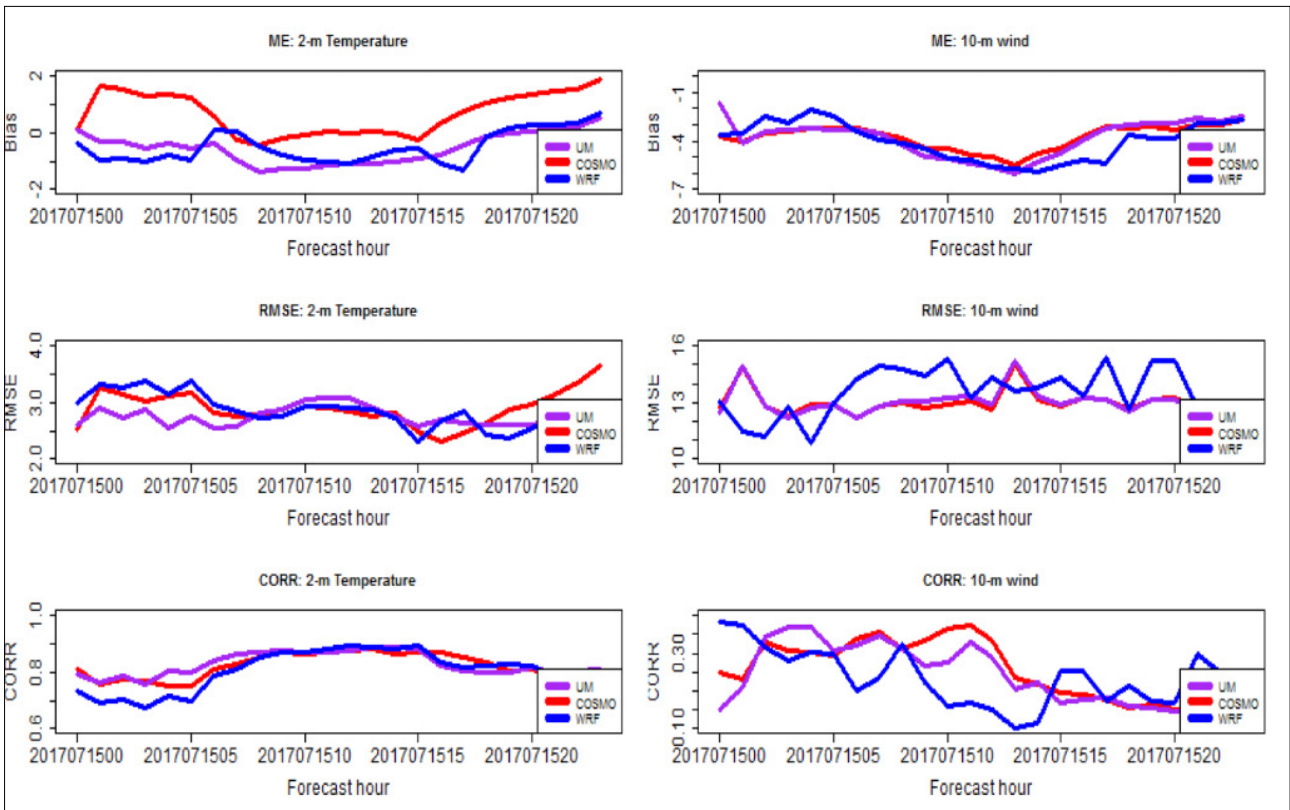 ME: 2-m Temperature
Bias
2
0
-2
UM
COSMO
WRF
2017071500 2017071505 2017071510 2017071515 2017071520
Forecast hour
ME: 10-m wind
Bias
-1
-4
-7
UM
COSMO
WRF
2017071500 2017071505 2017071510 2017071515 2017071520
Forecast hour
RMSE: 2-m Temperature
RMSE
4.0
3.0
2.0
UM
COSMO
WRF
2017071500 2017071505 2017071510 2017071515 2017071520
Forecast hour
RMSE: 10-m wind
RMSE
16
13
10
UM
COSMO
WRF
2017071500 2017071505 2017071510 2017071515 2017071520
Forecast hour
CORR: 2-m Temperature
CORR
1.0
0.8
0.6
UM
COSMO
WRF
2017071500 2017071505 2017071510 2017071515 2017071520
Forecast hour
CORR: 10-m wind
CORR
0.30
0.10
UM
COSMO
WRF
2017071500 2017071505 2017071510 2017071515 2017071520
Forecast hour